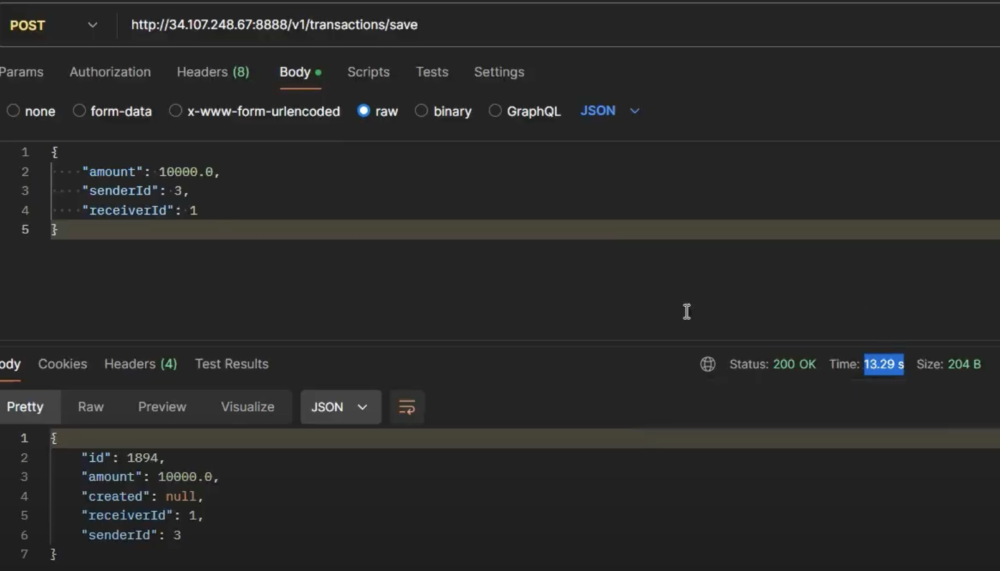 POST http://34.107.248.67:8888/v1/transactions/save
Params Authorization Headers (8) Body Scripts Tests Settings
none form-data x-www-form-urlencoded raw binary GraphQL JSON
1 {
2 "amount": 10000.0,
3 "senderId": 3,
4 "receiverId": 1
5 }
ody Cookies Headers (4) Test Results Status: 200 OK Time: 13.29 s Size: 204 B
Pretty Raw Preview Visualize JSON
1 {
2 "id": 1894,
3 "amount": 10000.0,
4 "created": null,
5 "receiverId": 1,
6 "senderId": 3
7 }